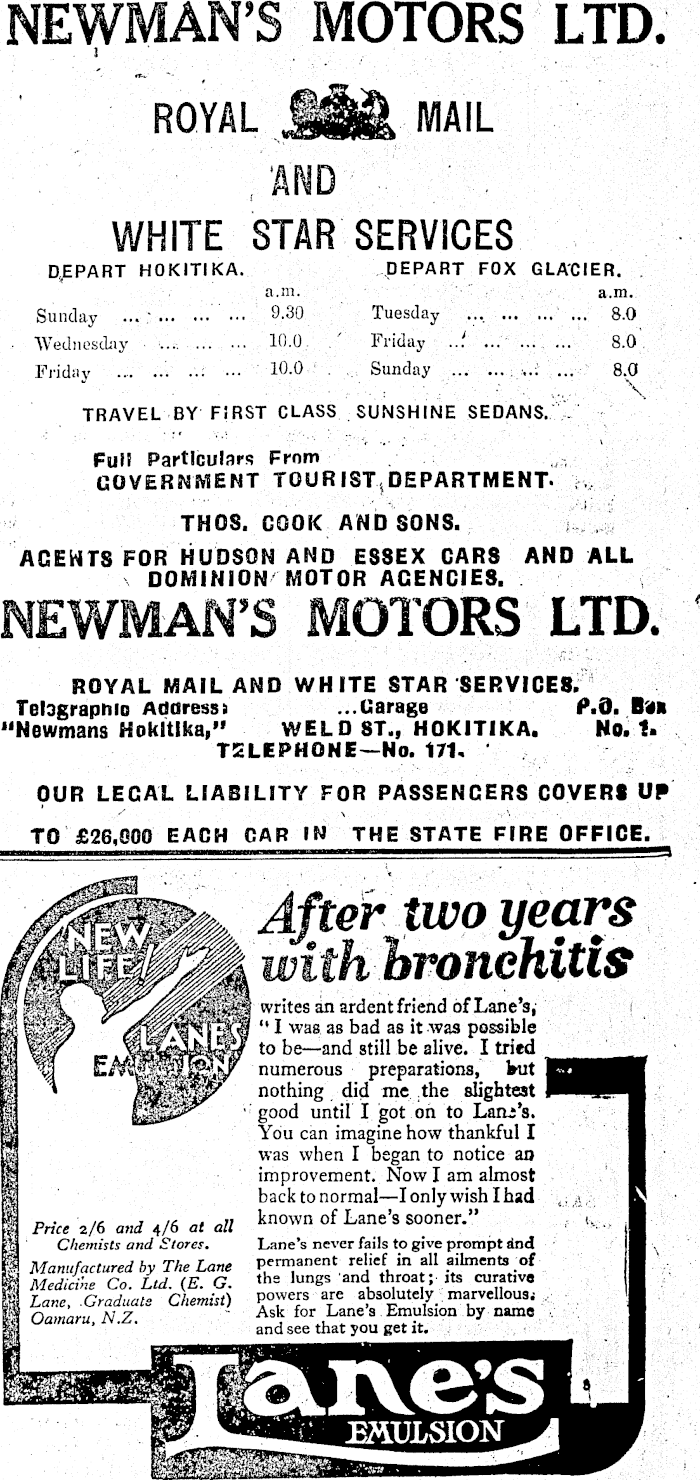 NEWMAN'S MOTORS LTD.
ROYAL MAIL
AND
WHITE STAR SERVICES
DEPART HOKITIKA. DEPART FOX GLACIER.
a.m. a.m.
Sunday ... ... ... ... 9.30 Tuesday ... ... ... ... 8.0
Wednesday ... ... ... 10.0 Friday ... ... ... ... 8.0
Friday ... ... ... ... 10.0 Sunday ... ... ... ... 8.0
TRAVEL BY FIRST CLASS SUNSHINE SEDANS.
Full Particulars From
GOVERNMENT TOURIST DEPARTMENT.
THOS. COOK AND SONS.
AGENTS FOR HUDSON AND ESSEX CARS AND ALL
DOMINION MOTOR AGENCIES.
NEWMAN'S MOTORS LTD.
ROYAL MAIL AND WHITE STAR SERVICES.
Telegraphic Address: ...Garage P.O. Box
"Newmans Hokitika," WELD ST., HOKITIKA. No. 1.
TELEPHONE—No. 171.
OUR LEGAL LIABILITY FOR PASSENGERS COVERS UP
TO £26,000 EACH CAR IN THE STATE FIRE OFFICE.
NEW
LIFE!
LANES
EMULSION
After two years
with bronchitis
writes an ardent friend of Lane's,
"I was as bad as it was possible
to be—and still be alive. I tried
numerous preparations, but
nothing did me the slightest
good until I got on to Lane's.
You can imagine how thankful I
was when I began to notice an
improvement. Now I am almost
back to normal—I only wish I had
known of Lane's sooner."
Lane's never fails to give prompt and
permanent relief in all ailments of
the lungs and throat; its curative
powers are absolutely marvellous.
Ask for Lane's Emulsion by name
and see that you get it.
Price 2/6 and 4/6 at all
Chemists and Stores.
Manufactured by The Lane
Medicine Co. Ltd. (E. G.
Lane, Graduate Chemist)
Oamaru, N.Z.
Lane's
EMULSION